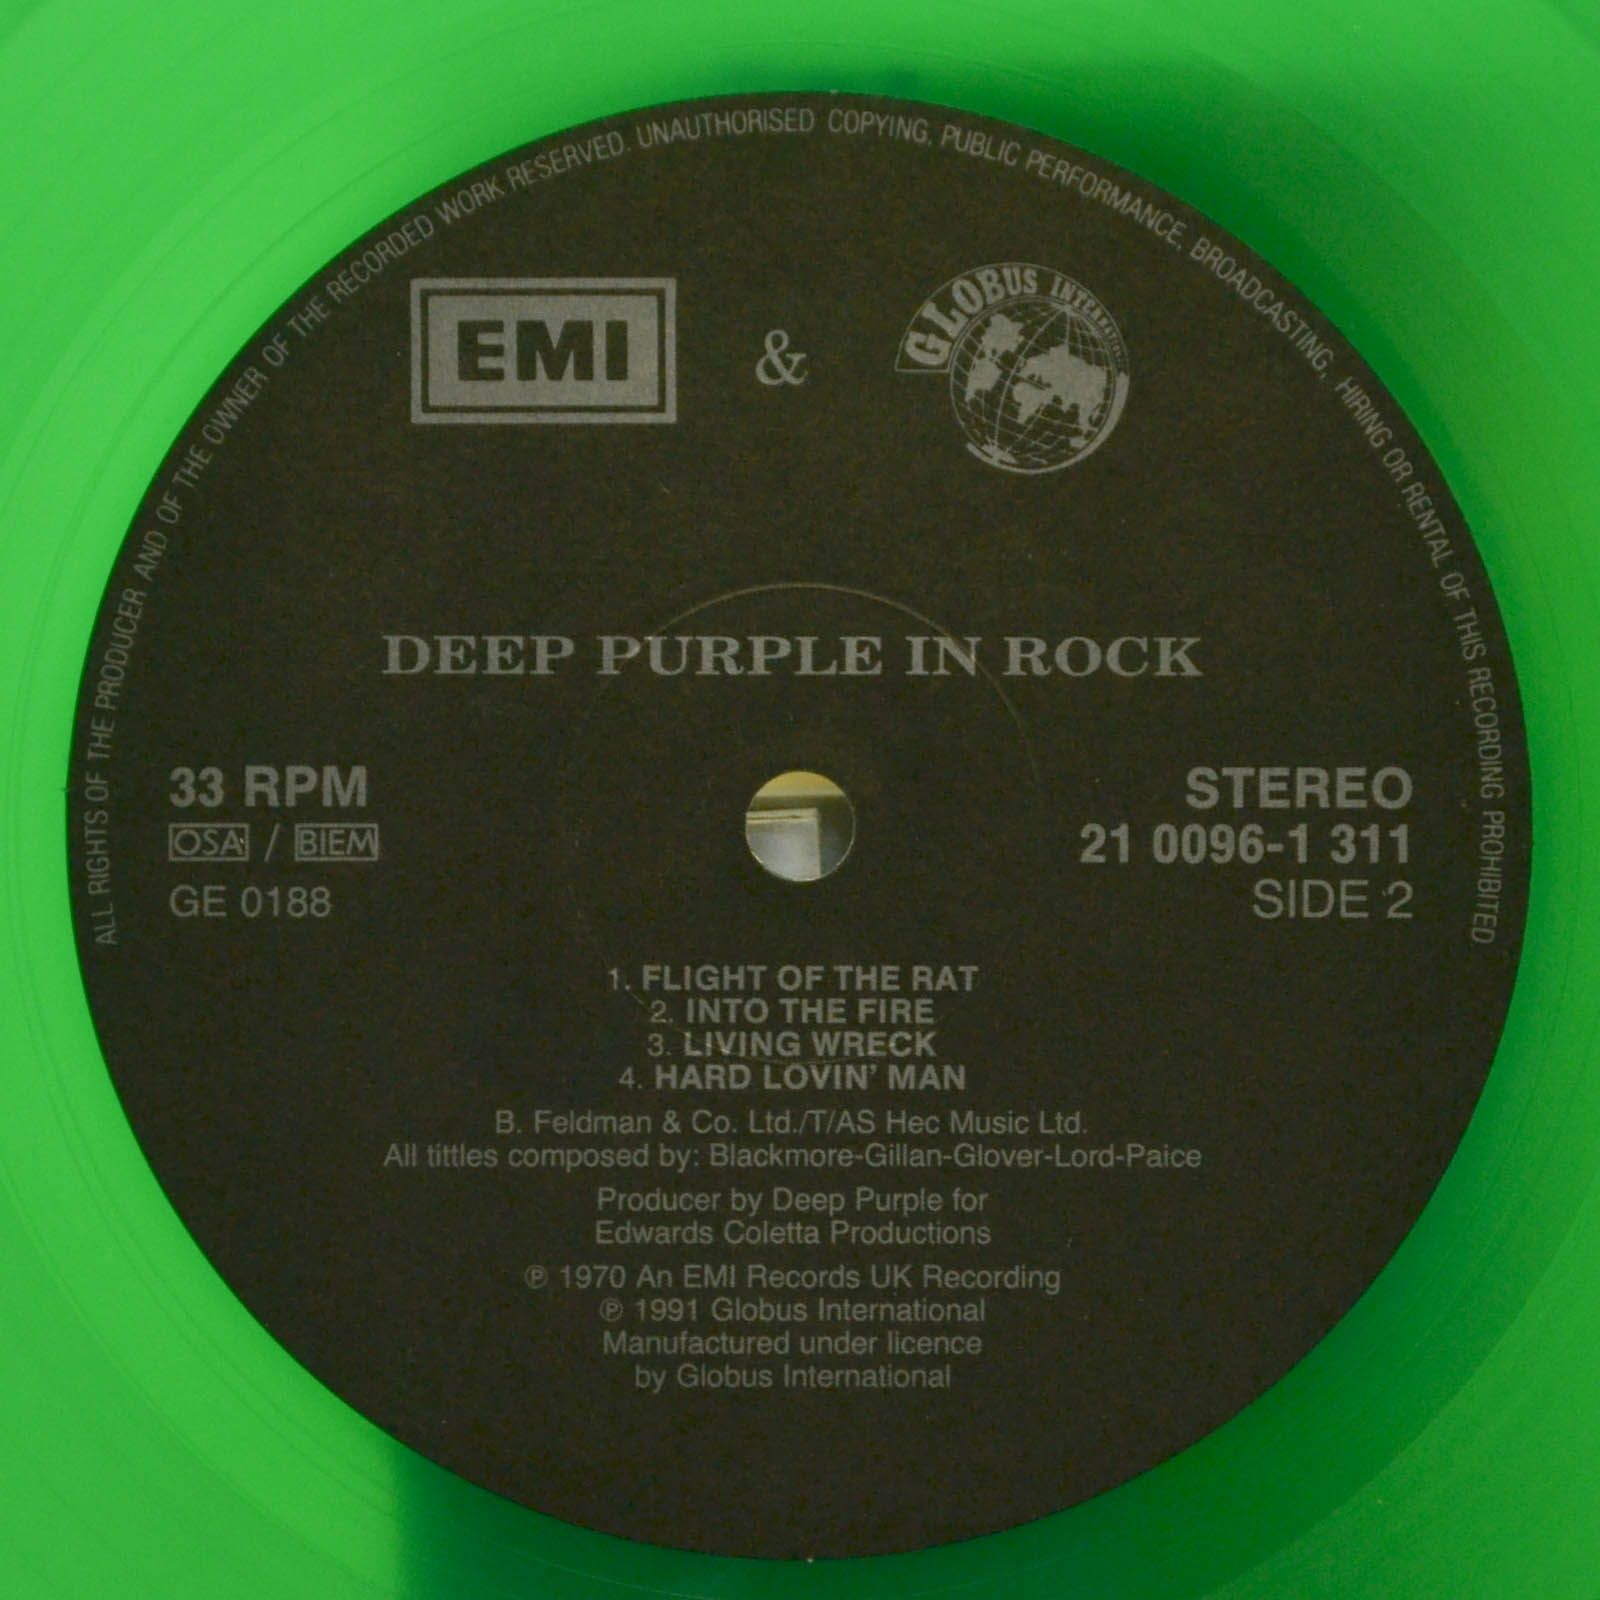 ALL RIGHTS OF THE PRODUCER AND OF THE OWNER OF THE RECORDED WORK RESERVED. UNAUTHORISED COPYING, PUBLIC PERFORMANCE, BROADCASTING, HIRING OR RENTAL OF THIS RECORDING PROHIBITED
EMI & GLOBUS INTERNATIONAL
DEEP PURPLE IN ROCK
33 RPM
OSA / BIEM
GE 0188
STEREO
21 0096-1 311
SIDE 2
1. FLIGHT OF THE RAT
2. INTO THE FIRE
3. LIVING WRECK
4. HARD LOVIN' MAN
B. Feldman & Co. Ltd./T/AS Hec Music Ltd.
All tittles composed by: Blackmore-Gillan-Glover-Lord-Paice
Producer by Deep Purple for
Edwards Coletta Productions
℗ 1970 An EMI Records UK Recording
℗ 1991 Globus International
Manufactured under licence
by Globus International